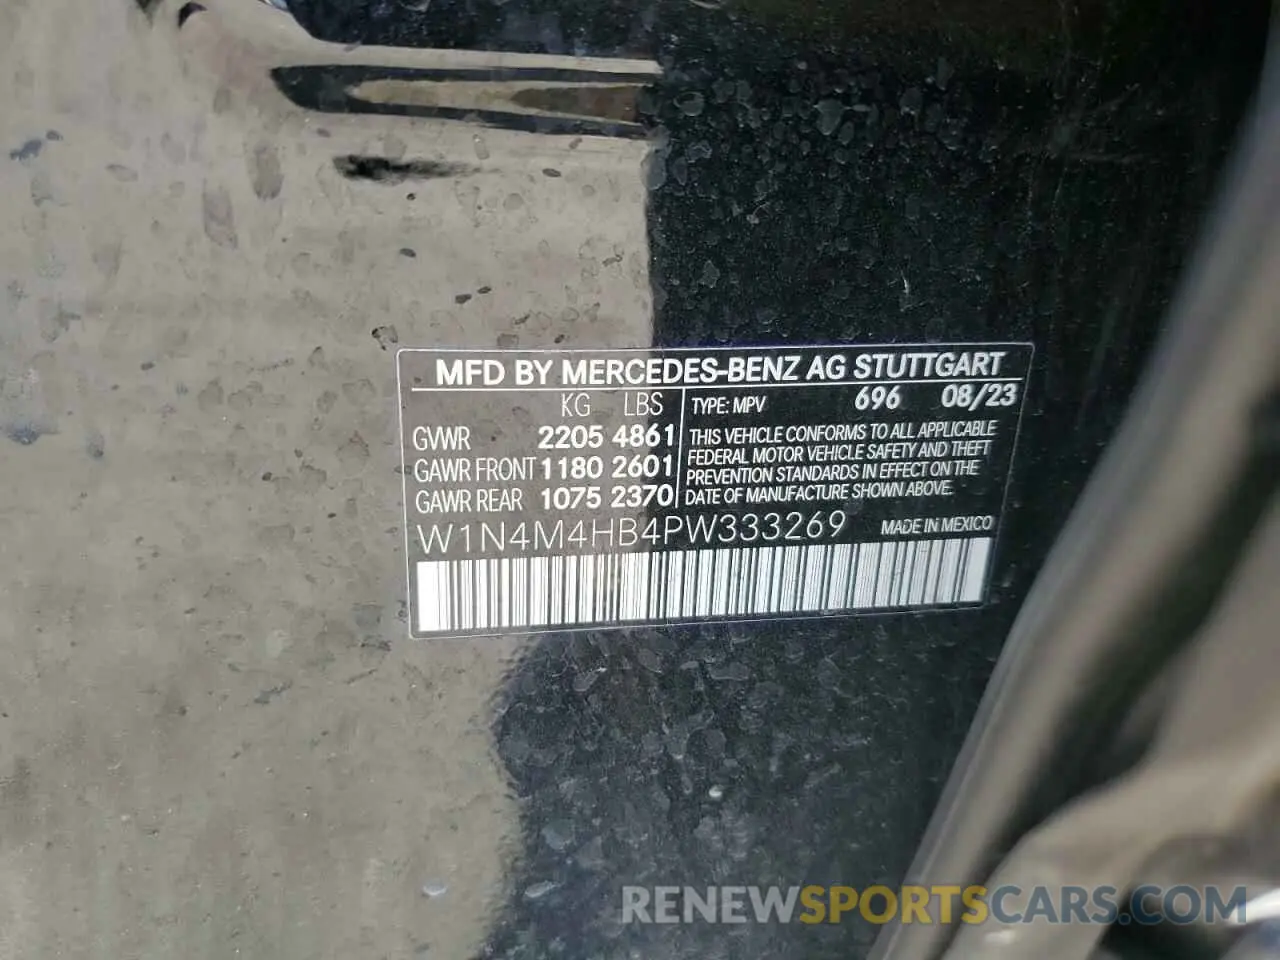 MFD BY MERCEDES-BENZ AG STUTTGART
KG LBS
GVWR 2205 4861
GAWR FRONT 1180 2601
GAWR REAR 1075 2370
TYPE: MPV 696 08/23
THIS VEHICLE CONFORMS TO ALL APPLICABLE
FEDERAL MOTOR VEHICLE SAFETY AND THEFT
PREVENTION STANDARDS IN EFFECT ON THE
DATE OF MANUFACTURE SHOWN ABOVE.
W1N4M4HB4PW333269 MADE IN MEXICO
RENEWSPORTSCARS.COM